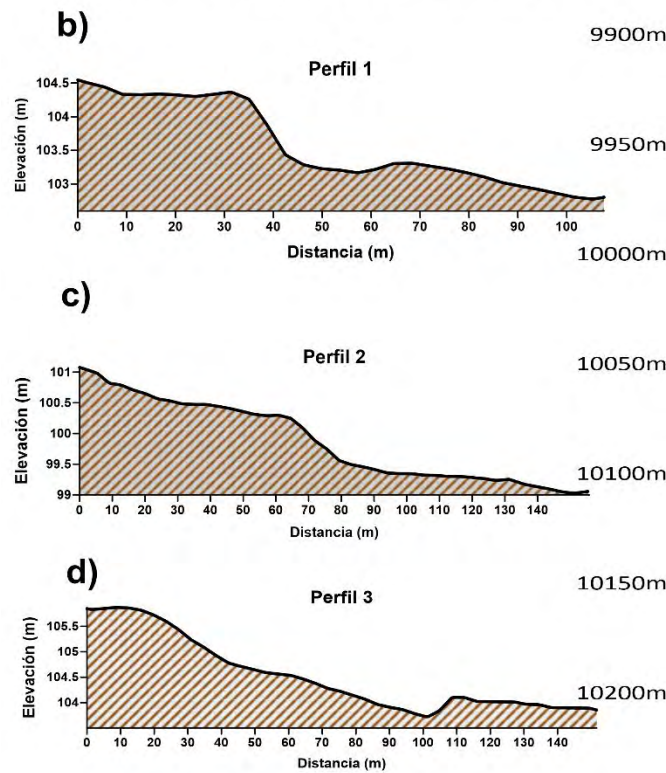 b)
Perfil 1
Elevación (m)
104.5
104
103.5
103
0 10 20 30 40 50 60 70 80 90 100
Distancia (m)
c)
Perfil 2
Elevación (m)
101
100.5
100
99.5
99
0 10 20 30 40 50 60 70 80 90 100 110 120 130 140
Distancia (m)
d)
Perfil 3
Elevación (m)
105.5
105
104.5
104
0 10 20 30 40 50 60 70 80 90 100 110 120 130 140
Distancia (m)
9900m
9950m
10000m
10050m
10100m
10150m
10200m